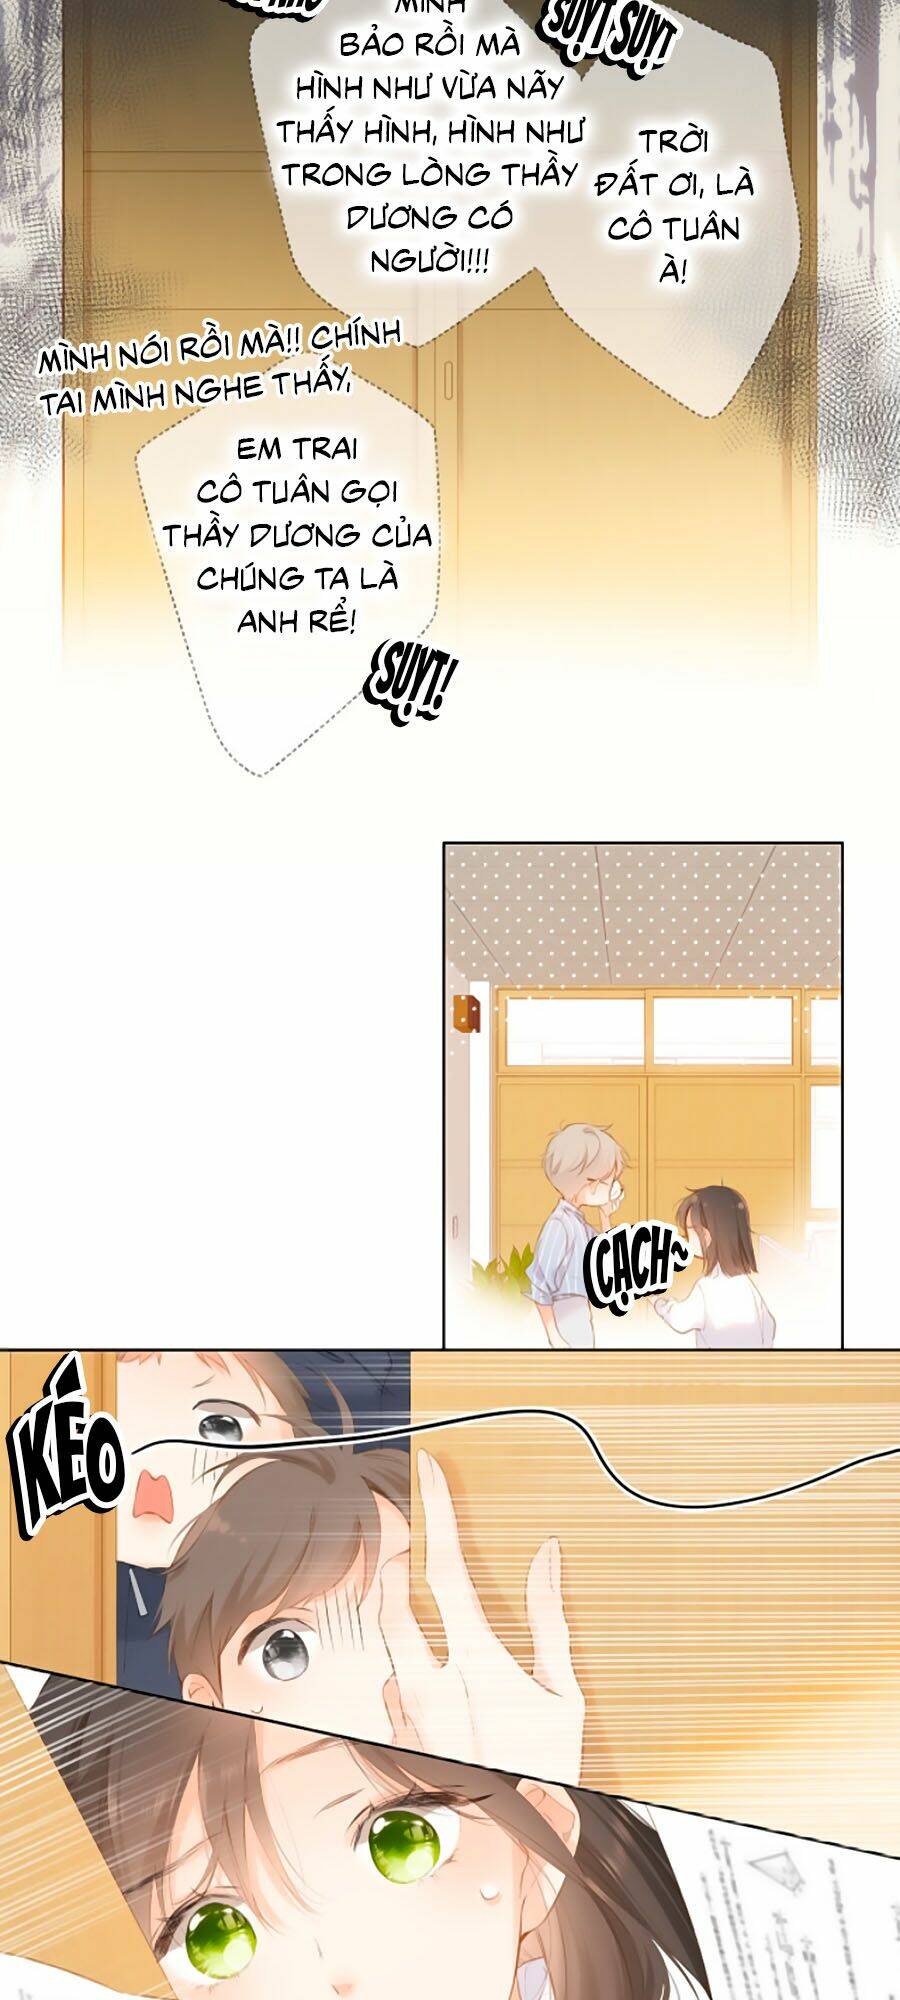 MÌNH
BẢO RỒI MÀ
HÌNH NHƯ VỪA NÃY
THẤY HÌNH, HÌNH NHƯ
TRONG LÒNG THẦY
DƯƠNG CÓ
NGƯỜI!!!
SUỴT SUỴT
TRỜI
ĐẤT ƠI, LÀ
CÔ TUÂN
À!
MÌNH NÓI RỒI MÀ!! CHÍNH
TAI MÌNH NGHE THẤY,
EM TRAI
CÔ TUÂN GỌI
THẦY DƯƠNG CỦA
CHÚNG TA LÀ
ANH RỂ!
SUỴT!
CẠCH~
KÉO